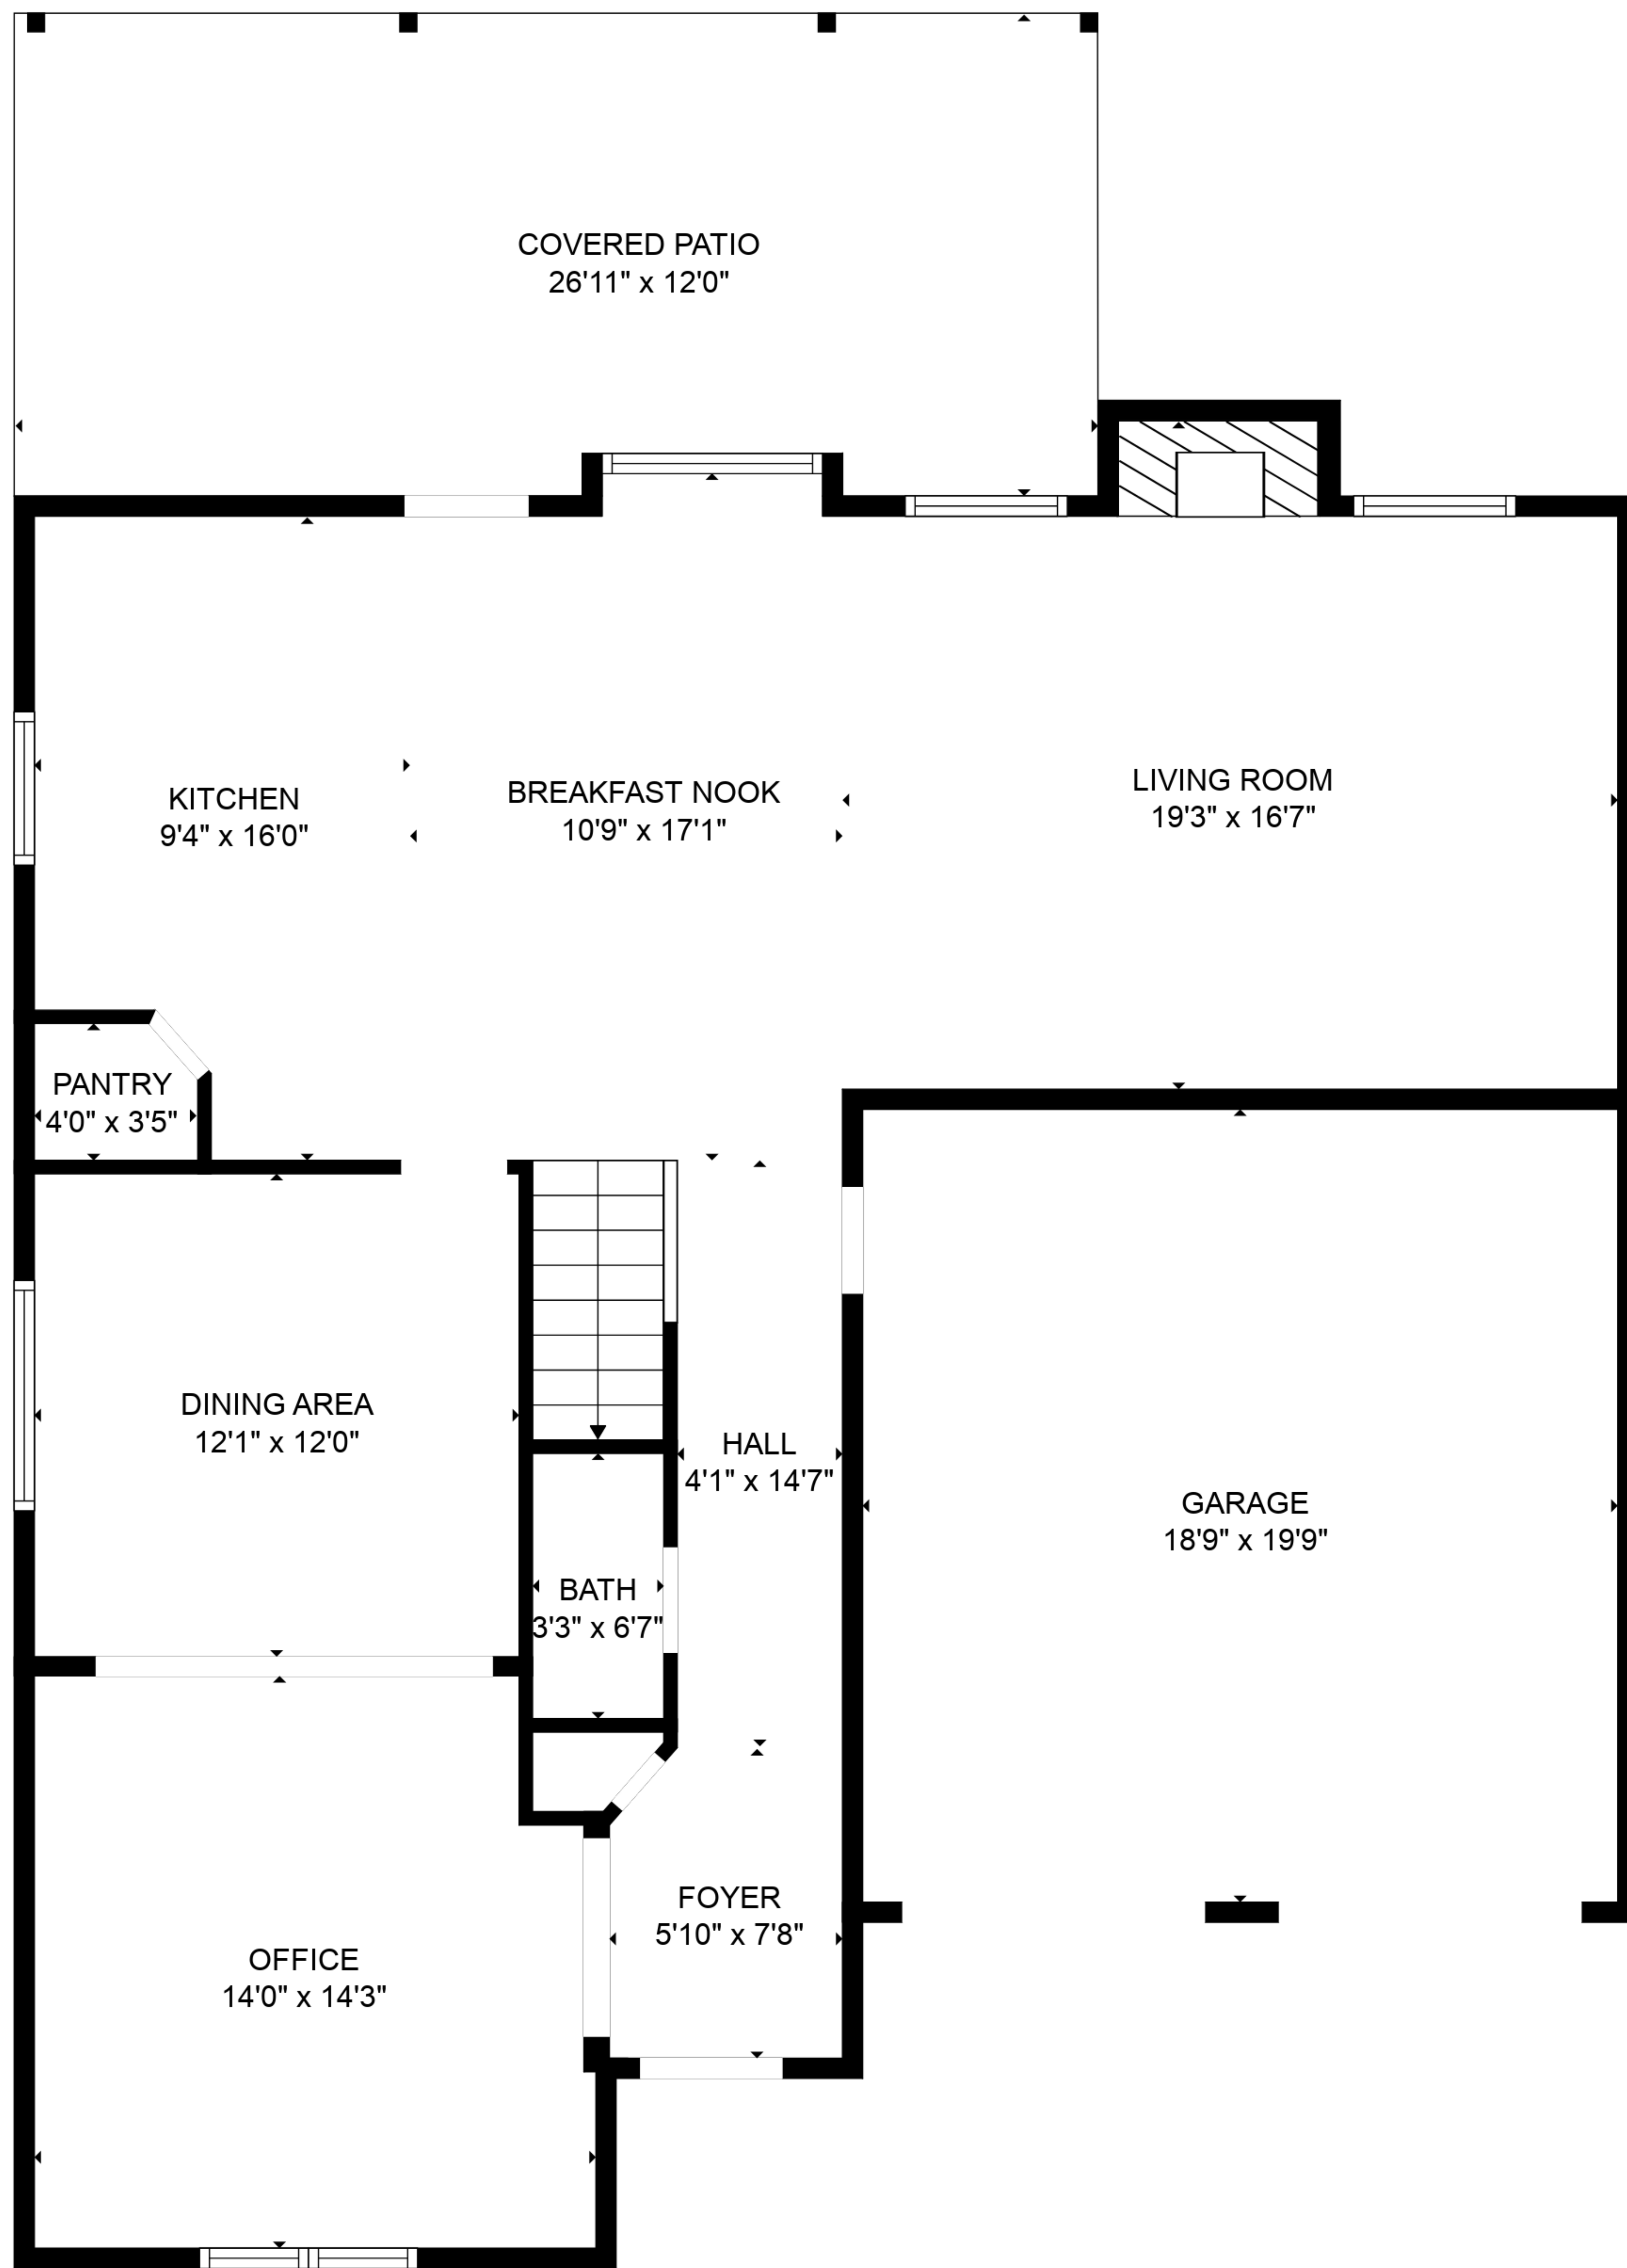 COVERED PATIO
26'11" x 12'0"
KITCHEN
9'4" x 16'0"
BREAKFAST NOOK
10'9" x 17'1"
LIVING ROOM
19'3" x 16'7"
PANTRY
4'0" x 3'5"
DINING AREA
12'1" x 12'0"
HALL
4'1" x 14'7"
GARAGE
18'9" x 19'9"
BATH
3'3" x 6'7"
FOYER
5'10" x 7'8"
OFFICE
14'0" x 14'3"